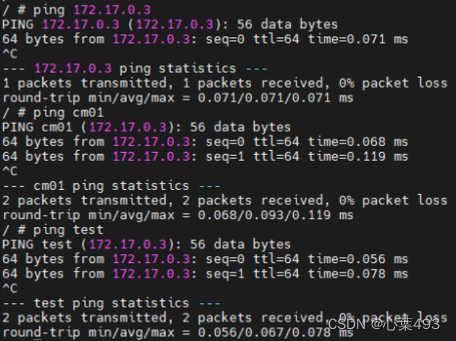 / # ping 172.17.0.3
PING 172.17.0.3 (172.17.0.3): 56 data bytes
64 bytes from 172.17.0.3: seq=0 ttl=64 time=0.071 ms
^C
--- 172.17.0.3 ping statistics ---
1 packets transmitted, 1 packets received, 0% packet loss
round-trip min/avg/max = 0.071/0.071/0.071 ms
/ # ping cm01
PING cm01 (172.17.0.3): 56 data bytes
64 bytes from 172.17.0.3: seq=0 ttl=64 time=0.068 ms
64 bytes from 172.17.0.3: seq=1 ttl=64 time=0.119 ms
^C
--- cm01 ping statistics ---
2 packets transmitted, 2 packets received, 0% packet loss
round-trip min/avg/max = 0.068/0.093/0.119 ms
/ # ping test
PING test (172.17.0.3): 56 data bytes
64 bytes from 172.17.0.3: seq=0 ttl=64 time=0.056 ms
64 bytes from 172.17.0.3: seq=1 ttl=64 time=0.078 ms
^C
--- test ping statistics ---
2 packets transmitted, 2 packets received, 0% packet loss
round-trip min/avg/max = 0.056/0.067/0.078 ms
CSDN @心葉493